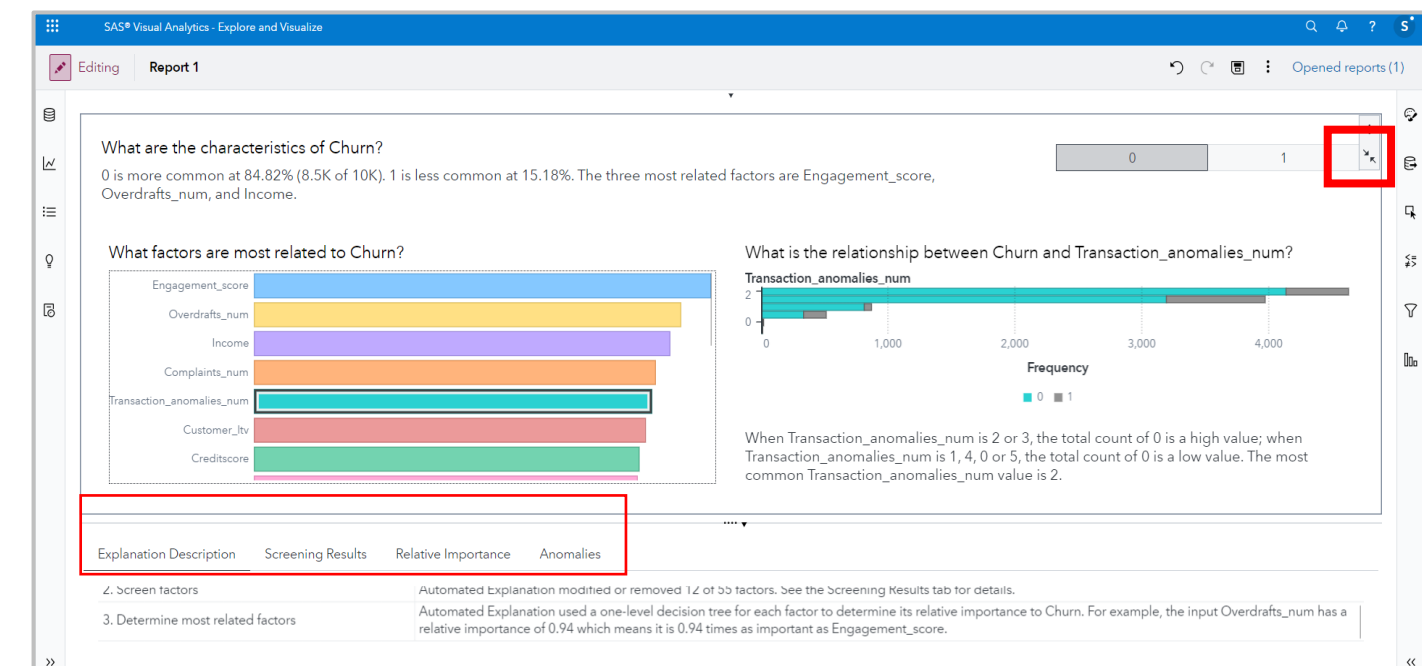 SAS® Visual Analytics - Explore and Visualize
?
S
Editing
Report 1
Opened reports (1)
What are the characteristics of Churn?
0 is more common at 84.82% (8.5K of 10K). 1 is less common at 15.18%. The three most related factors are Engagement_score,
Overdrafts_num, and Income.
0
1
What factors are most related to Churn?
Engagement_score
Overdrafts_num
Income
Complaints_num
Transaction_anomalies_num
Customer_ltv
Creditscore
What is the relationship between Churn and Transaction_anomalies_num?
Transaction_anomalies_num
2
0
0 1,000 2,000 3,000 4,000
Frequency
0 1
When Transaction_anomalies_num is 2 or 3, the total count of 0 is a high value; when
Transaction_anomalies_num is 1, 4, 0 or 5, the total count of 0 is a low value. The most
common Transaction_anomalies_num value is 2.
Explanation Description Screening Results Relative Importance Anomalies
2. Screen factors
Automated Explanation modified or removed 12 of 55 factors. See the Screening Results tab for details.
3. Determine most related factors
Automated Explanation used a one-level decision tree for each factor to determine its relative importance to Churn. For example, the input Overdrafts_num has a
relative importance of 0.94 which means it is 0.94 times as important as Engagement_score.